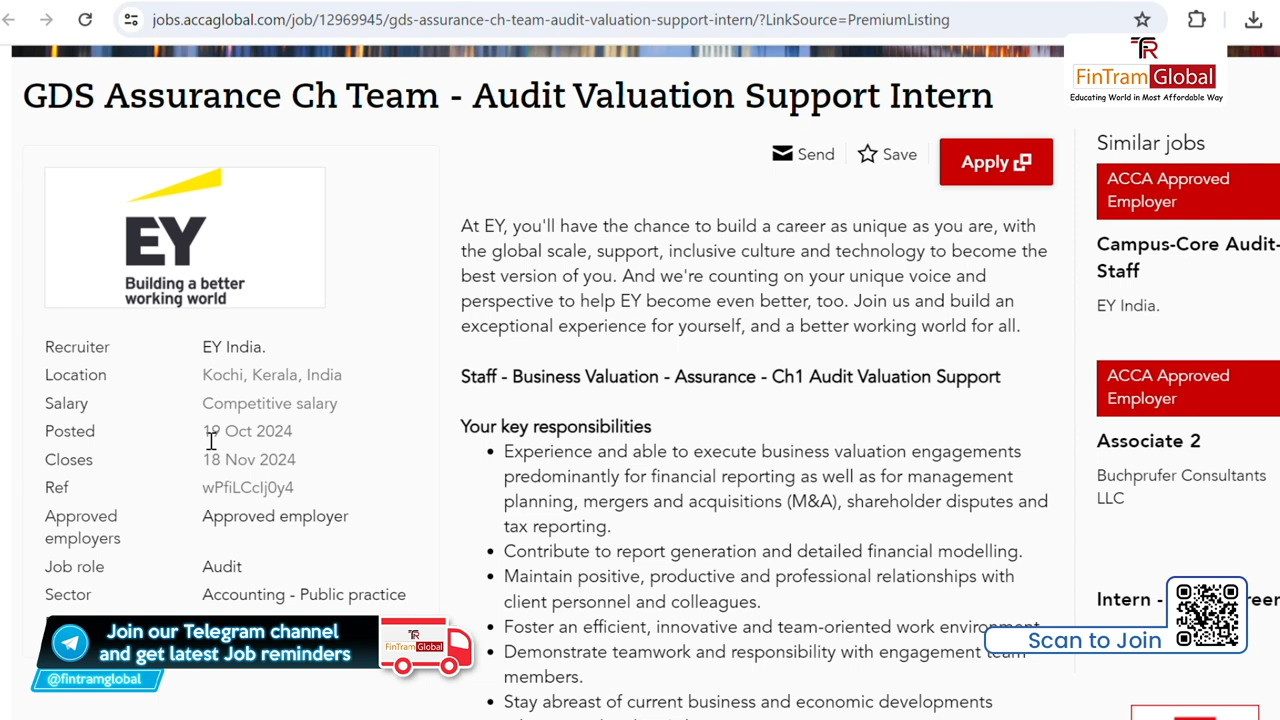 jobs.accaglobal.com/job/12969945/gds-assurance-ch-team-audit-valuation-support-intern/?LinkSource=PremiumListing
TR
FinTram Global
Educating World in Most Affordable Way
GDS Assurance Ch Team - Audit Valuation Support Intern
Send
Save
Apply
EY
Building a better
working world
Recruiter EY India.
Location Kochi, Kerala, India
Salary Competitive salary
Posted 19 Oct 2024
Closes 18 Nov 2024
Ref wPfiLCcIj0y4
Approved employers Approved employer
Job role Audit
Sector Accounting - Public practice
At EY, you'll have the chance to build a career as unique as you are, with
the global scale, support, inclusive culture and technology to become the
best version of you. And we're counting on your unique voice and
perspective to help EY become even better, too. Join us and build an
exceptional experience for yourself, and a better working world for all.
Staff - Business Valuation - Assurance - Ch1 Audit Valuation Support
Your key responsibilities
• Experience and able to execute business valuation engagements
predominantly for financial reporting as well as for management
planning, mergers and acquisitions (M&A), shareholder disputes and
tax reporting.
• Contribute to report generation and detailed financial modelling.
• Maintain positive, productive and professional relationships with
client personnel and colleagues.
• Foster an efficient, innovative and team-oriented work environment.
• Demonstrate teamwork and responsibility with engagement team
members.
• Stay abreast of current business and economic developments
Similar jobs
ACCA Approved
Employer
Campus-Core Audit-
Staff
EY India.
ACCA Approved
Employer
Associate 2
Buchprufer Consultants
LLC
Intern -
Join our Telegram channel
and get latest Job reminders
@fintramglobal
TR
FinTram Global
Scan to Join